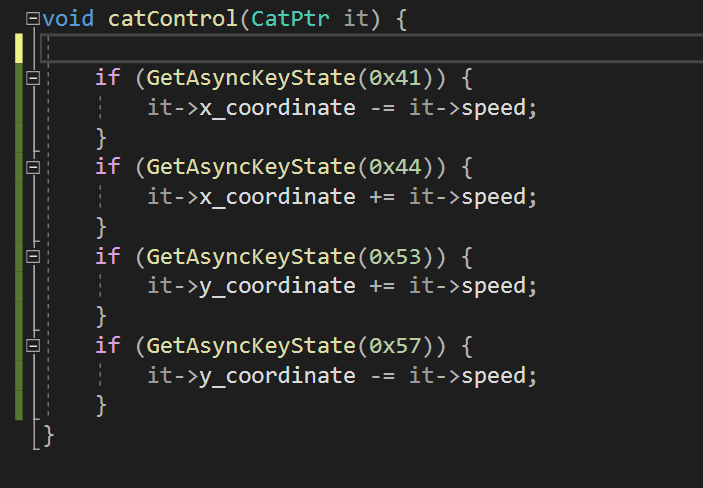 void catControl(CatPtr it) {
if (GetAsyncKeyState(0x41)) {
it->x_coordinate -= it->speed;
}
if (GetAsyncKeyState(0x44)) {
it->x_coordinate += it->speed;
}
if (GetAsyncKeyState(0x53)) {
it->y_coordinate += it->speed;
}
if (GetAsyncKeyState(0x57)) {
it->y_coordinate -= it->speed;
}
}